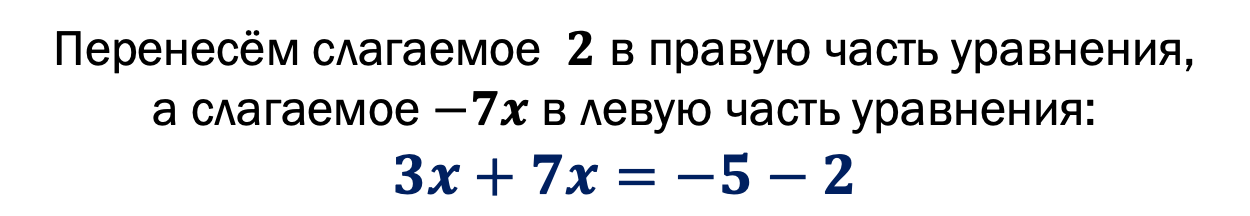 Перенесём слагаемое 2 в правую часть уравнения,
а слагаемое −7x в левую часть уравнения:
3x + 7x = −5 − 2